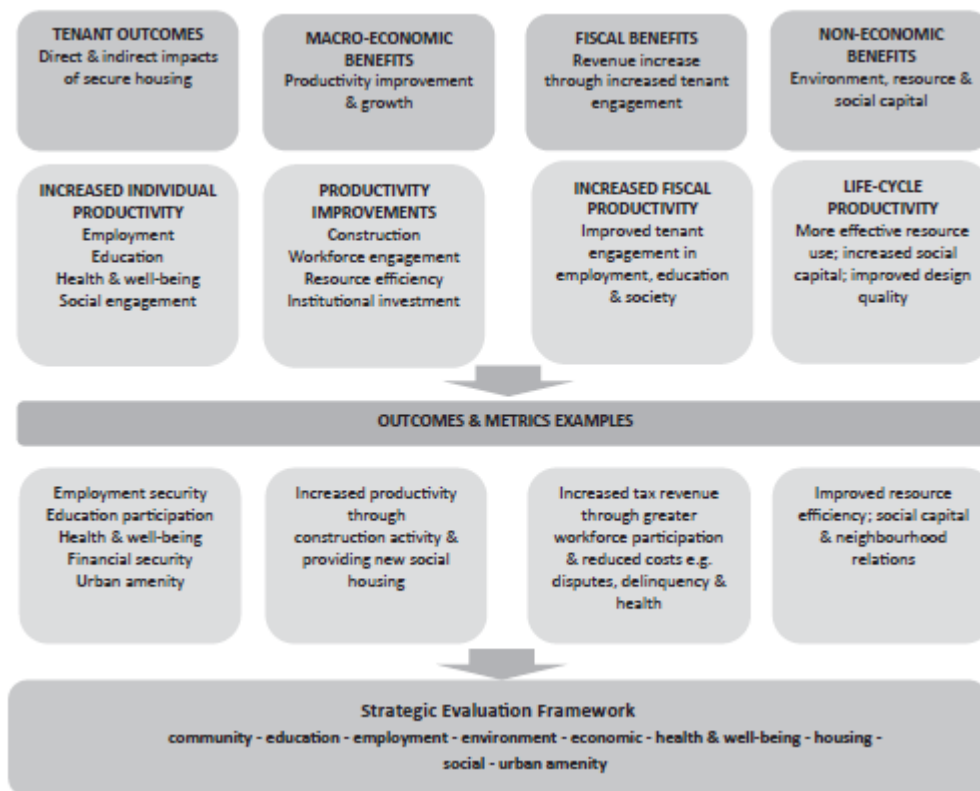 TENANT OUTCOMES
Direct & indirect impacts
of secure housing
MACRO-ECONOMIC
BENEFITS
Productivity improvement
& growth
FISCAL BENEFITS
Revenue increase
through increased tenant
engagement
NON-ECONOMIC
BENEFITS
Environment, resource &
social capital
INCREASED INDIVIDUAL
PRODUCTIVITY
Employment
Education
Health & well-being
Social engagement
PRODUCTIVITY
IMPROVEMENTS
Construction
Workforce engagement
Resource efficiency
Institutional investment
INCREASED FISCAL
PRODUCTIVITY
Improved tenant
engagement in
employment, education
& society
LIFE-CYCLE
PRODUCTIVITY
More effective resource
use; increased social
capital; improved design
quality
OUTCOMES & METRICS EXAMPLES
Employment security
Education participation
Health & well-being
Financial security
Urban amenity
Increased productivity
through
construction activity &
providing new social
housing
Increased tax revenue
through greater
workforce participation
& reduced costs e.g.
disputes, delinquency &
health
Improved resource
efficiency; social capital
& neighbourhood
relations
Strategic Evaluation Framework
community - education - employment - environment - economic - health & well-being - housing -
social - urban amenity